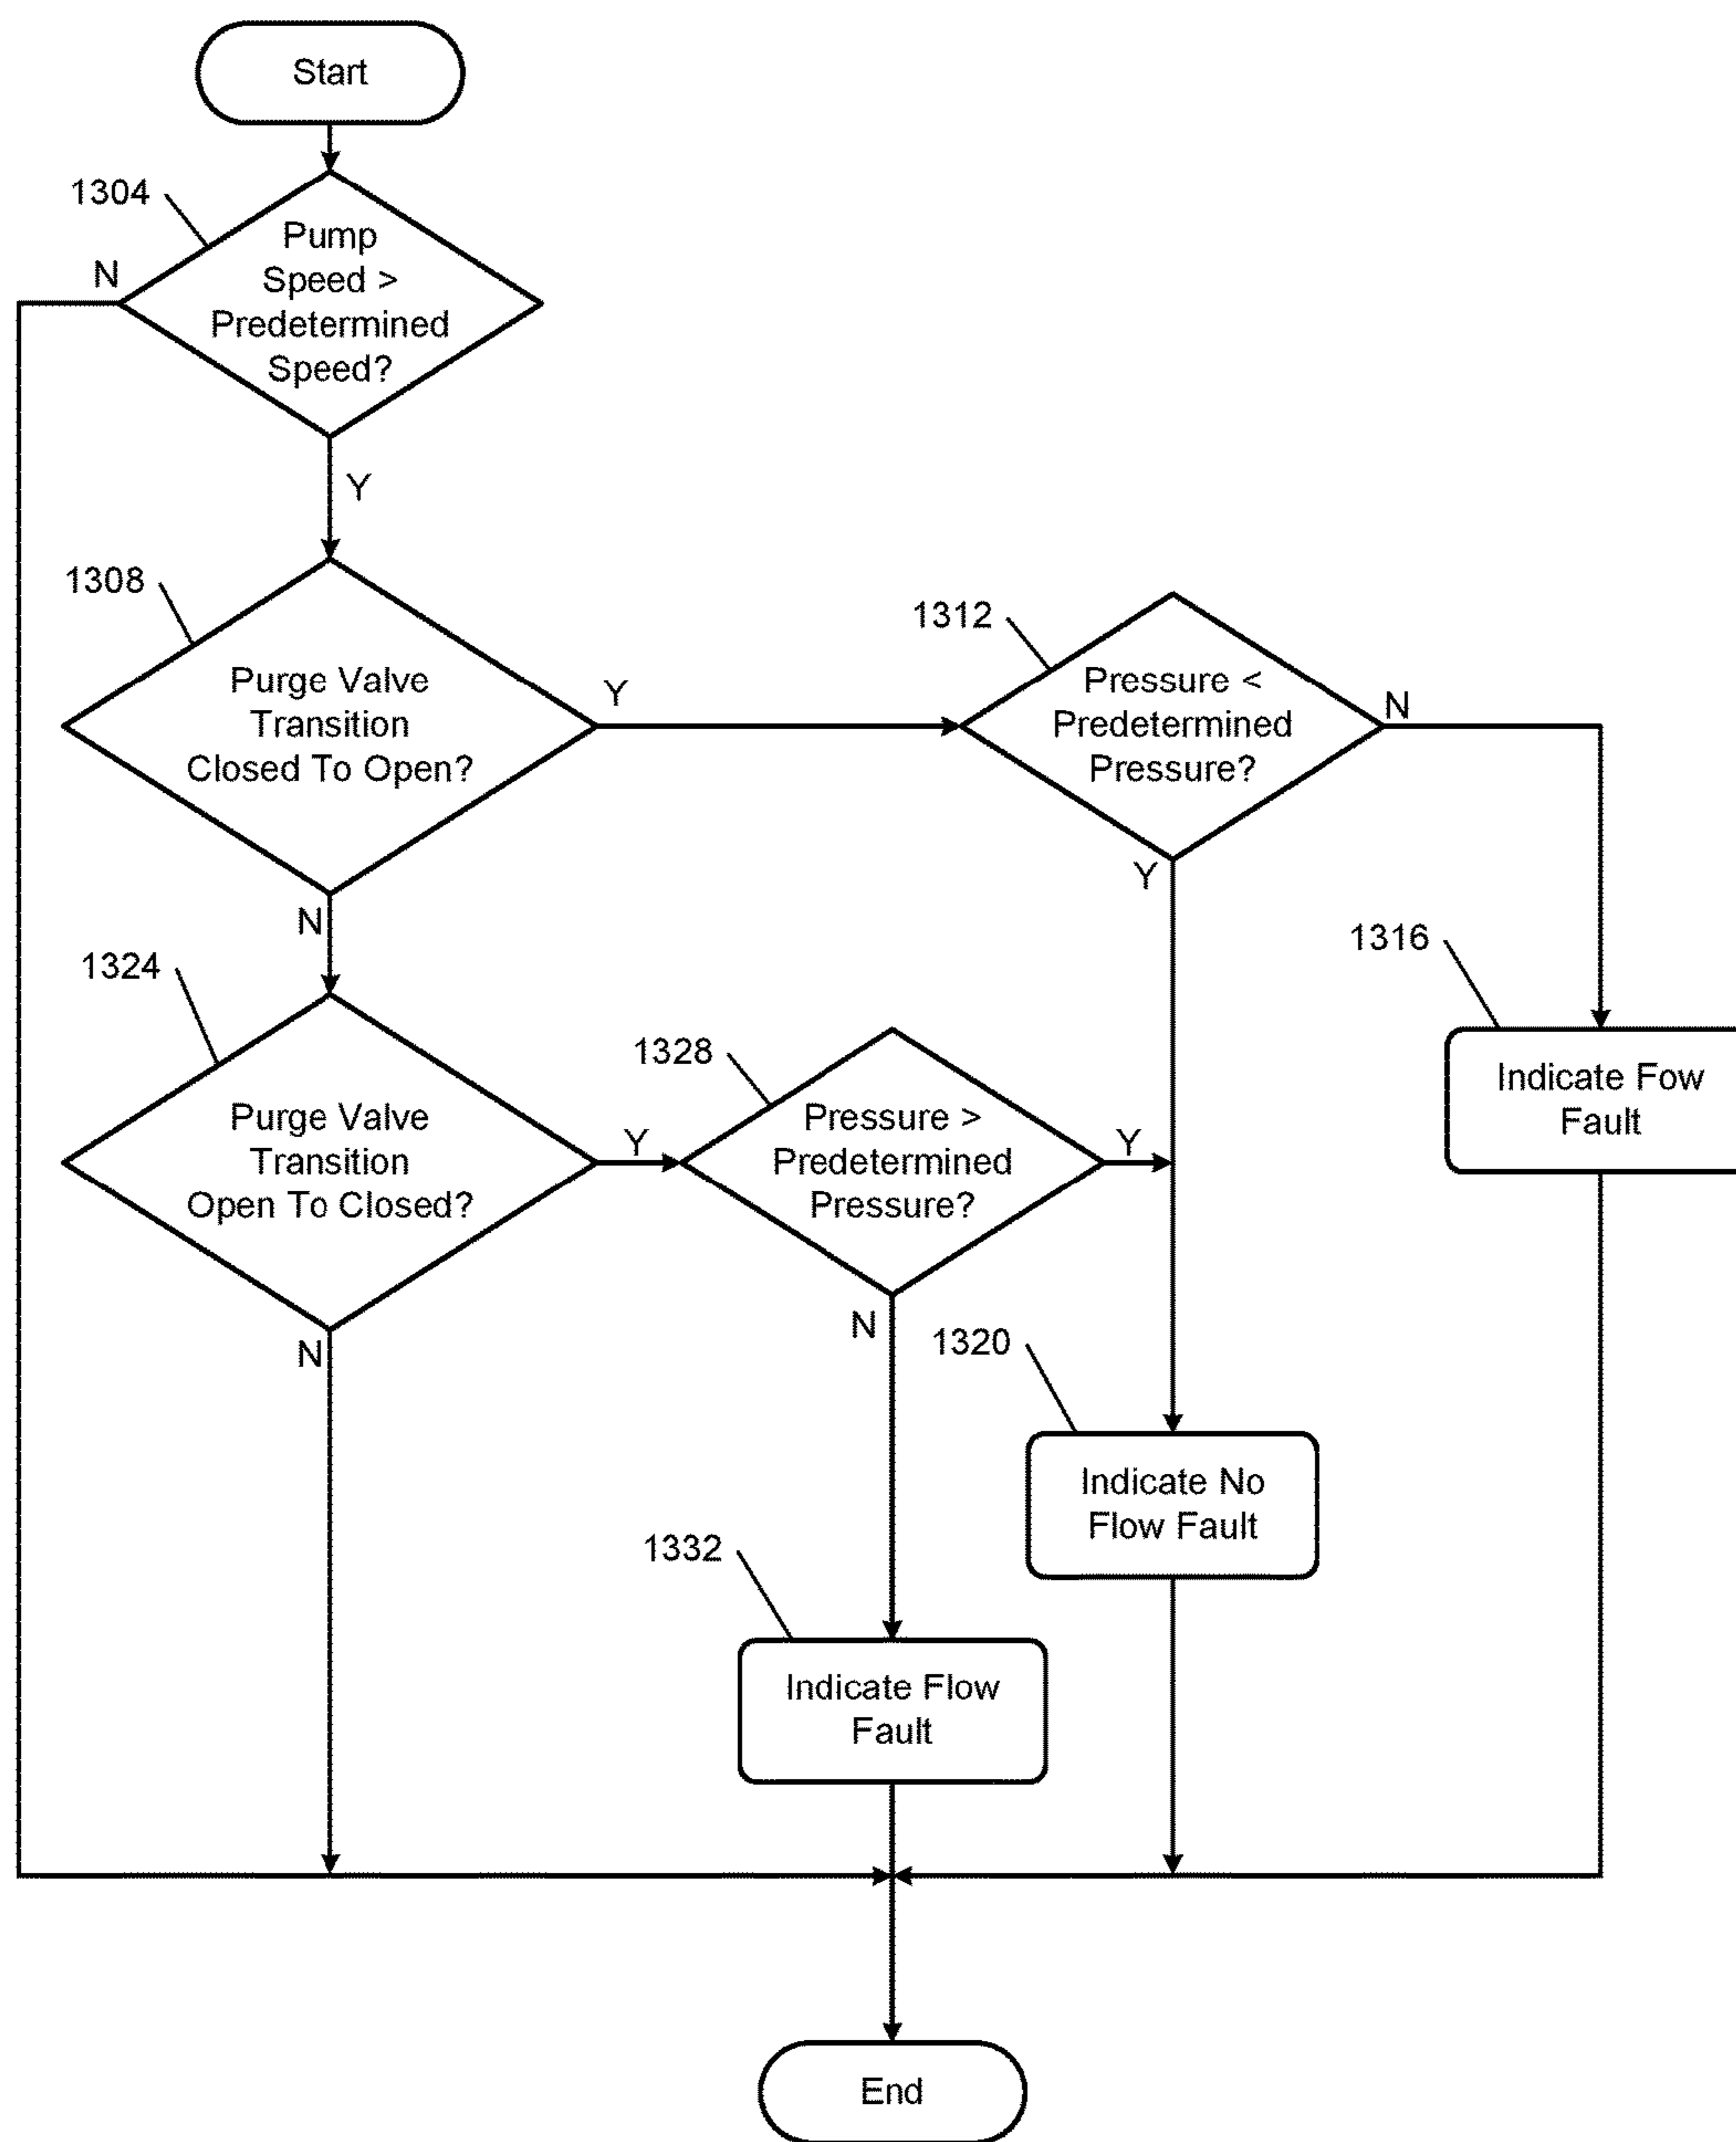 Start
1304
N
Pump
Speed >
Predetermined
Speed?
Y
1308
Purge Valve
Transition
Closed To Open?
Y
1312
Pressure <
Predetermined
Pressure?
N
Y
N
1316
Indicate Fow
Fault
1324
Purge Valve
Transition
Open To Closed?
Y
1328
Pressure >
Predetermined
Pressure?
Y
N
N
1320
Indicate No
Flow Fault
1332
Indicate Flow
Fault
End